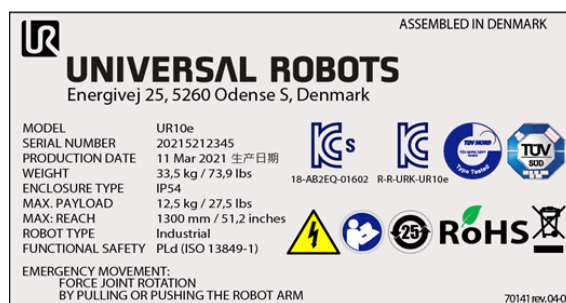 ASSEMBLED IN DENMARK
UR
UNIVERSAL ROBOTS
Energivej 25, 5260 Odense S, Denmark
MODEL UR10e
SERIAL NUMBER 20215212345
PRODUCTION DATE 11 Mar 2021 生产日期
WEIGHT 33,5 kg / 73,9 lbs
ENCLOSURE TYPE IP54
MAX. PAYLOAD 12,5 kg / 27,5 lbs
MAX: REACH 1300 mm / 51,2 inches
ROBOT TYPE Industrial
FUNCTIONAL SAFETY PLd (ISO 13849-1)
EMERGENCY MOVEMENT:
FORCE JOINT ROTATION
BY PULLING OR PUSHING THE ROBOT ARM
KC s
18-AB2EQ-01602
KC
R-R-URK-UR10e
TÜV NORD
Type Tested
TÜV
SÜD
25
RoHS
70141 rev.04-0